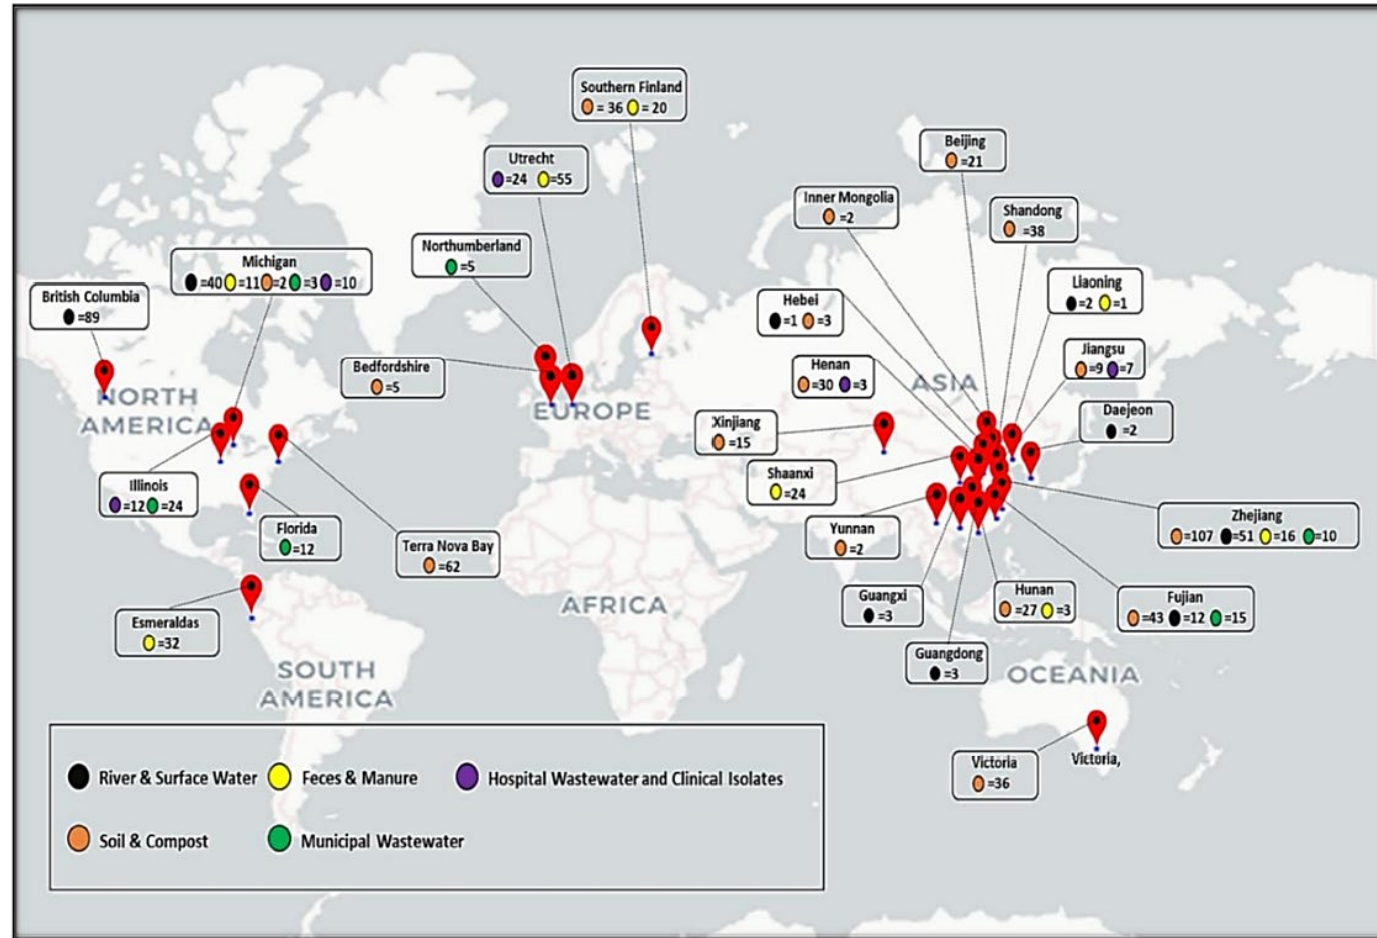 Southern Finland
= 36 = 20
Beijing
=21
Utrecht
=24 =55
Inner Mongolia
=2
Shandong
=38
Northumberland
=5
Michigan
=40 =11 =2 =3 =10
Liaoning
=2 =1
British Columbia
=89
Hebei
=1 =3
Jiangsu
=9 =7
Henan
=30 =3
Bedfordshire
=5
ASIA
NORTH
AMERICA
EUROPE
Daejeon
=2
Xinjiang
=15
Shaanxi
=24
Illinois
=12 =24
Florida
=12
Terra Nova Bay
=62
Yunnan
=2
Zhejiang
=107 =51 =16 =10
AFRICA
Guangxi
=3
Hunan
=27 =3
Fujian
=43 =12 =15
Esmeraldas
=32
Guangdong
=3
SOUTH
AMERICA
OCEANIA
Victoria
=36
Victoria,
River & Surface Water Feces & Manure Hospital Wastewater and Clinical Isolates
Soil & Compost Municipal Wastewater